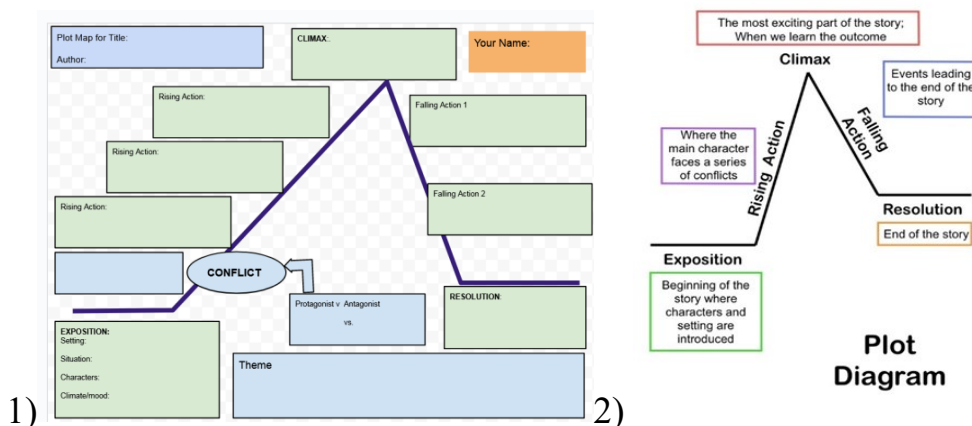 1)
Plot Map for Title:
Author:
CLIMAX:
Your Name:
Rising Action:
Rising Action:
Rising Action:
Falling Action 1
Falling Action 2
CONFLICT
Protagonist v Antagonist
vs.
RESOLUTION:
EXPOSITION:
Setting:
Situation:
Characters:
Climate/mood:
Theme
2)
The most exciting part of the story;
When we learn the outcome
Climax
Events leading
to the end of the
story
Where the
main character
faces a series
of conflicts
Rising Action
Falling
Action
Resolution
End of the story
Exposition
Beginning of the
story where
characters and
setting are
introduced
Plot
Diagram